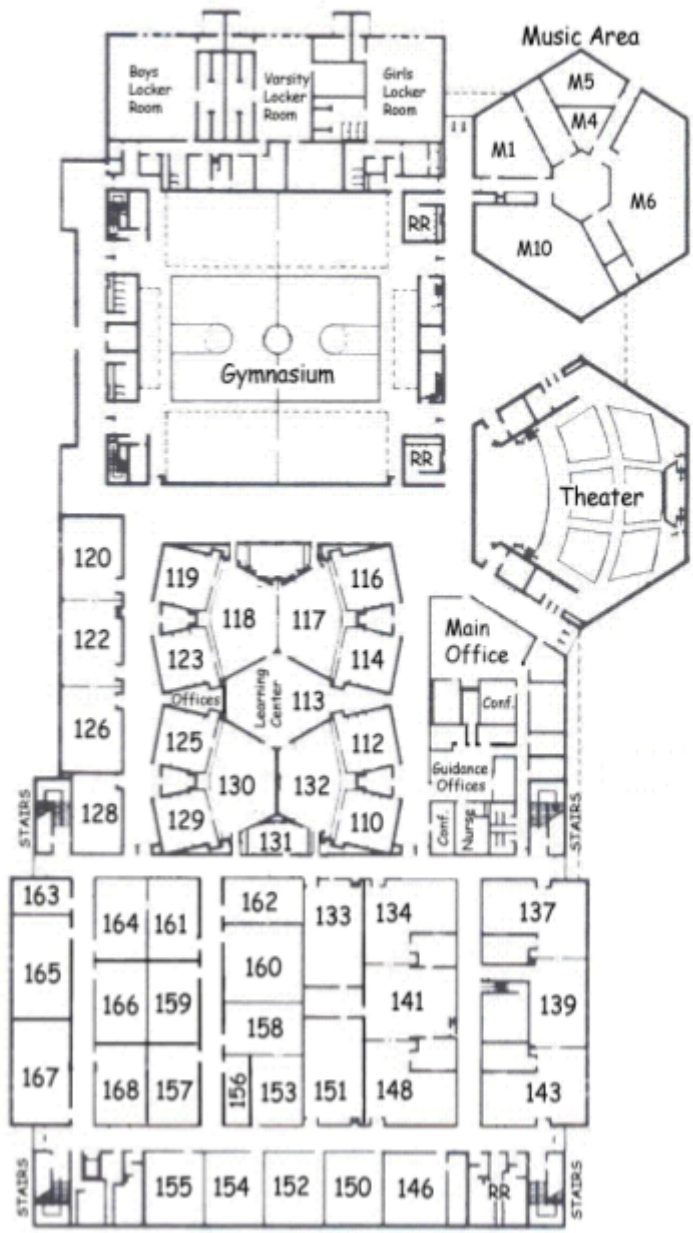 Music Area
Boys
Locker
Room
Varsity
Locker
Room
Girls
Locker
Room
M5
M4
M1
M6
M10
RR
Gymnasium
RR
Theater
120
119
116
118
117
122
123
114
Main
Office
Offices
Learning
Center
113
Conf.
126
125
112
130
132
Guidance
Offices
STAIRS
128
129
131
110
Conf.
Nurse
STAIRS
163
164
161
162
133
134
137
165
160
166
159
141
139
158
167
168
157
156
153
151
148
143
STAIRS
155
154
152
150
146
RR
STAIRS